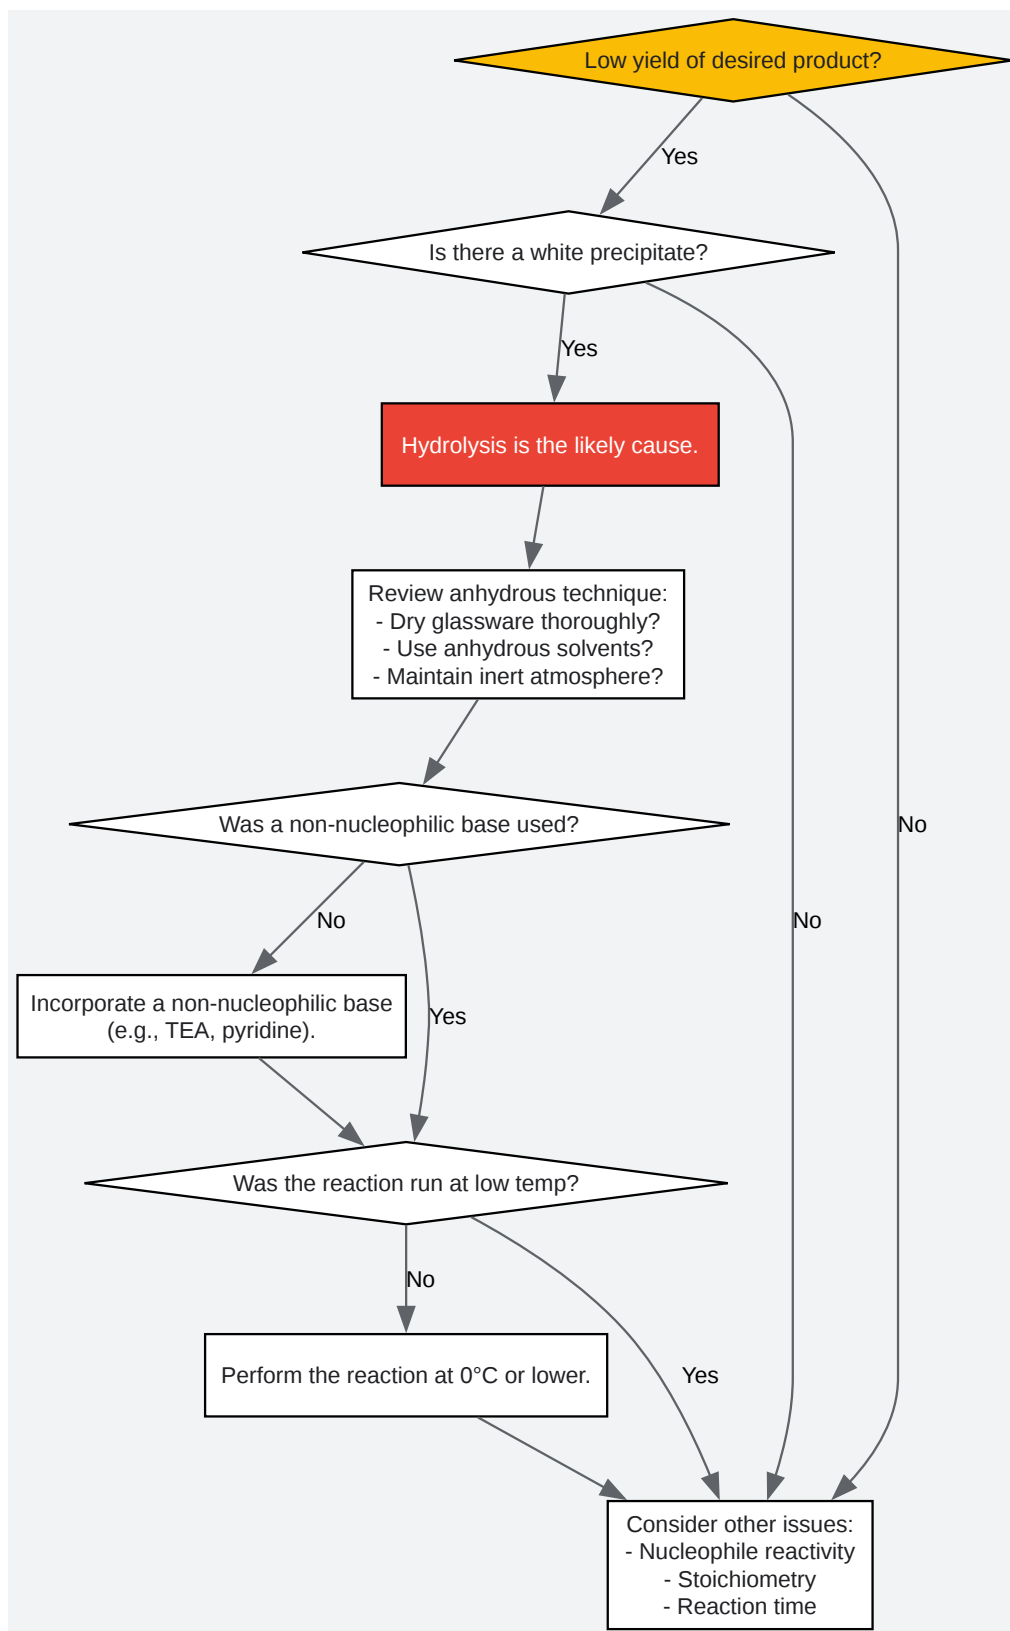 Low yield of desired product?
Yes
Is there a white precipitate?
Yes
Hydrolysis is the likely cause.
Review anhydrous technique:
- Dry glassware thoroughly?
- Use anhydrous solvents?
- Maintain inert atmosphere?
Was a non-nucleophilic base used?
No
No
No
Incorporate a non-nucleophilic base
(e.g., TEA, pyridine).
Yes
Was the reaction run at low temp?
No
Perform the reaction at 0°C or lower.
Yes
Consider other issues:
- Nucleophile reactivity
- Stoichiometry
- Reaction time